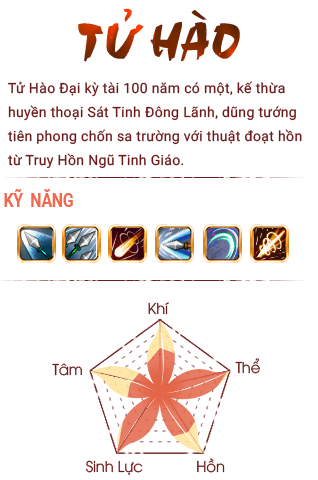 TỬ HÀO
Tử Hào Đại kỳ tài 100 năm có một, kế thừa
huyền thoại Sát Tinh Đông Lãnh, dũng tướng
tiên phong chốn sa trường với thuật đoạt hồn
từ Truy Hồn Ngũ Tinh Giáo.
KỸ NĂNG
Khí
Tâm
Thể
Sinh Lực
Hồn